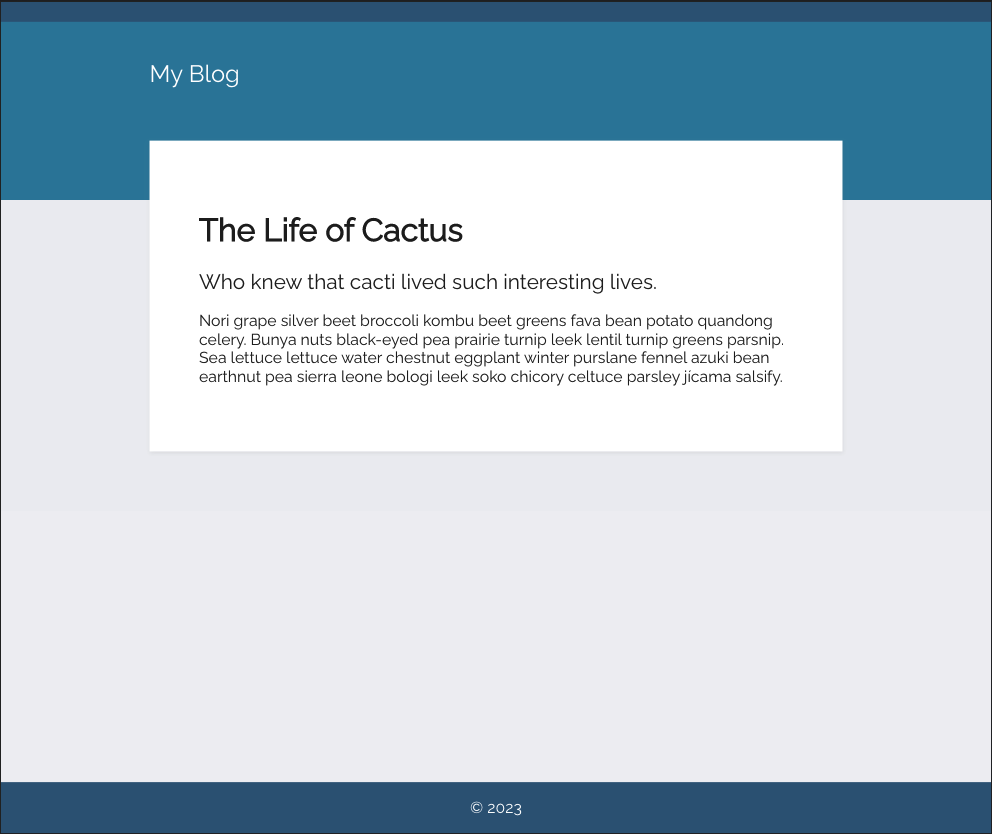 My Blog
The Life of Cactus
Who knew that cacti lived such interesting lives.
Nori grape silver beet broccoli kombu beet greens fava bean potato quandong
celery. Bunya nuts black-eyed pea prairie turnip leek lentil turnip greens parsnip.
Sea lettuce lettuce water chestnut eggplant winter purslane fennel azuki bean
earthnut pea sierra leone bologi leek soko chicory celtuce parsley jícama salsify.
© 2023